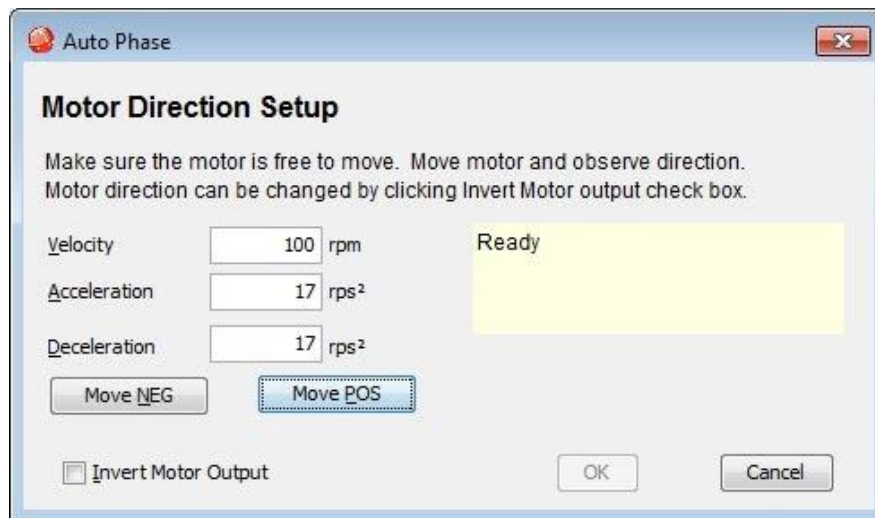 Auto Phase
Motor Direction Setup
Make sure the motor is free to move. Move motor and observe direction.
Motor direction can be changed by clicking Invert Motor output check box.
Velocity 100 rpm Ready
Acceleration 17 rps²
Deceleration 17 rps²
Move NEG Move POS
Invert Motor Output OK Cancel